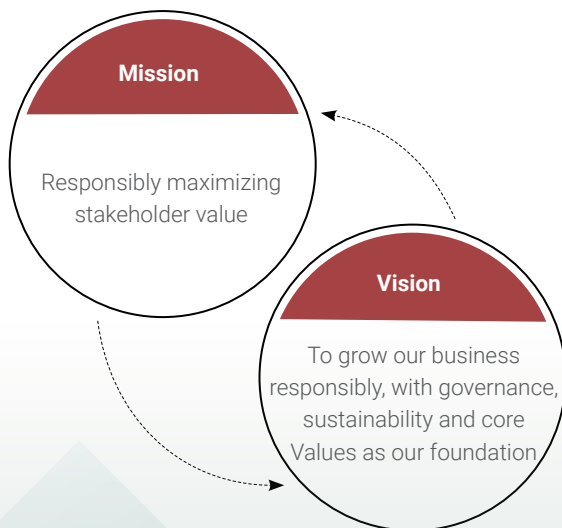 Mission
Responsibly maximizing
stakeholder value
Vision
To grow our business
responsibly, with governance,
sustainability and core
Values as our foundation